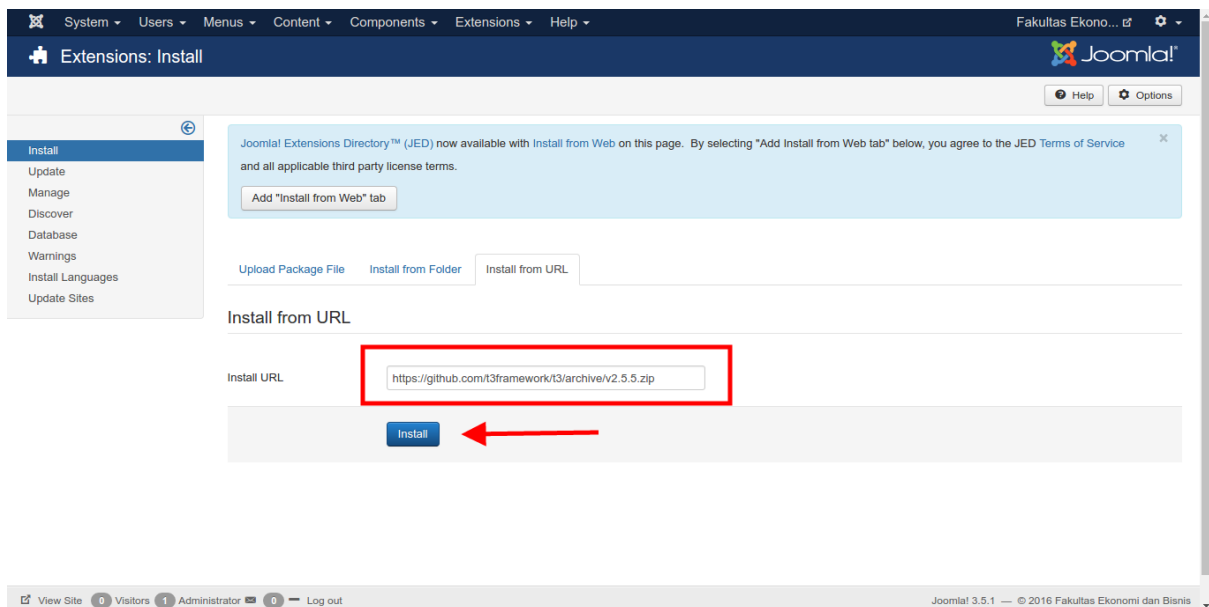 System Users Menus Content Components Extensions Help Fakultas Ekono...
Extensions: Install Joomla!®
Help Options
Install
Update
Manage
Discover
Database
Warnings
Install Languages
Update Sites
Joomla! Extensions Directory™ (JED) now available with Install from Web on this page. By selecting "Add Install from Web tab" below, you agree to the JED Terms of Service
and all applicable third party license terms.
×
Add "Install from Web" tab
Upload Package File Install from Folder Install from URL
Install from URL
Install URL https://github.com/t3framework/t3/archive/v2.5.5.zip
Install
View Site 0 Visitors 1 Administrator 0 Log out Joomla! 3.5.1 — © 2016 Fakultas Ekonomi dan Bisnis